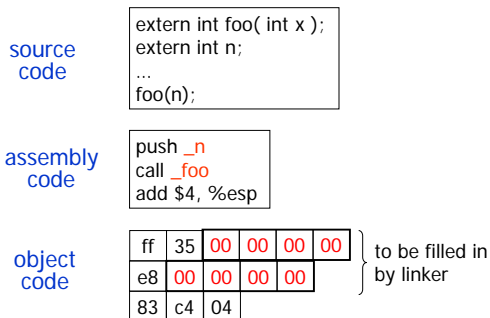 source code
extern int foo( int x );
extern int n;
...
foo(n);
assembly code
push _n
call _foo
add $4, %esp
object code
ff 35 00 00 00 00
e8 00 00 00 00
83 c4 04
to be filled in
by linker